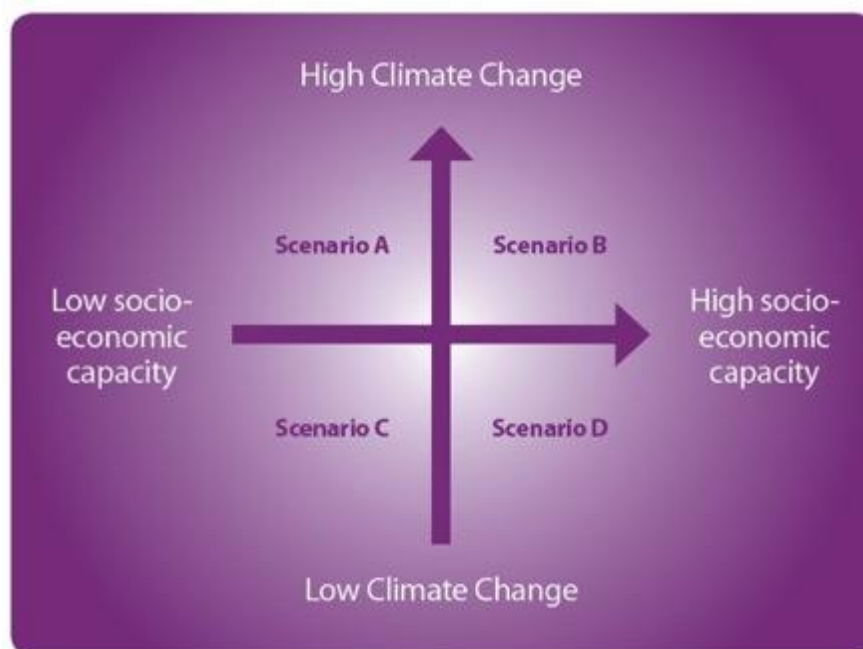 High Climate Change
Scenario A
Scenario B
Low socio-
economic
capacity
High socio-
economic
capacity
Scenario C
Scenario D
Low Climate Change